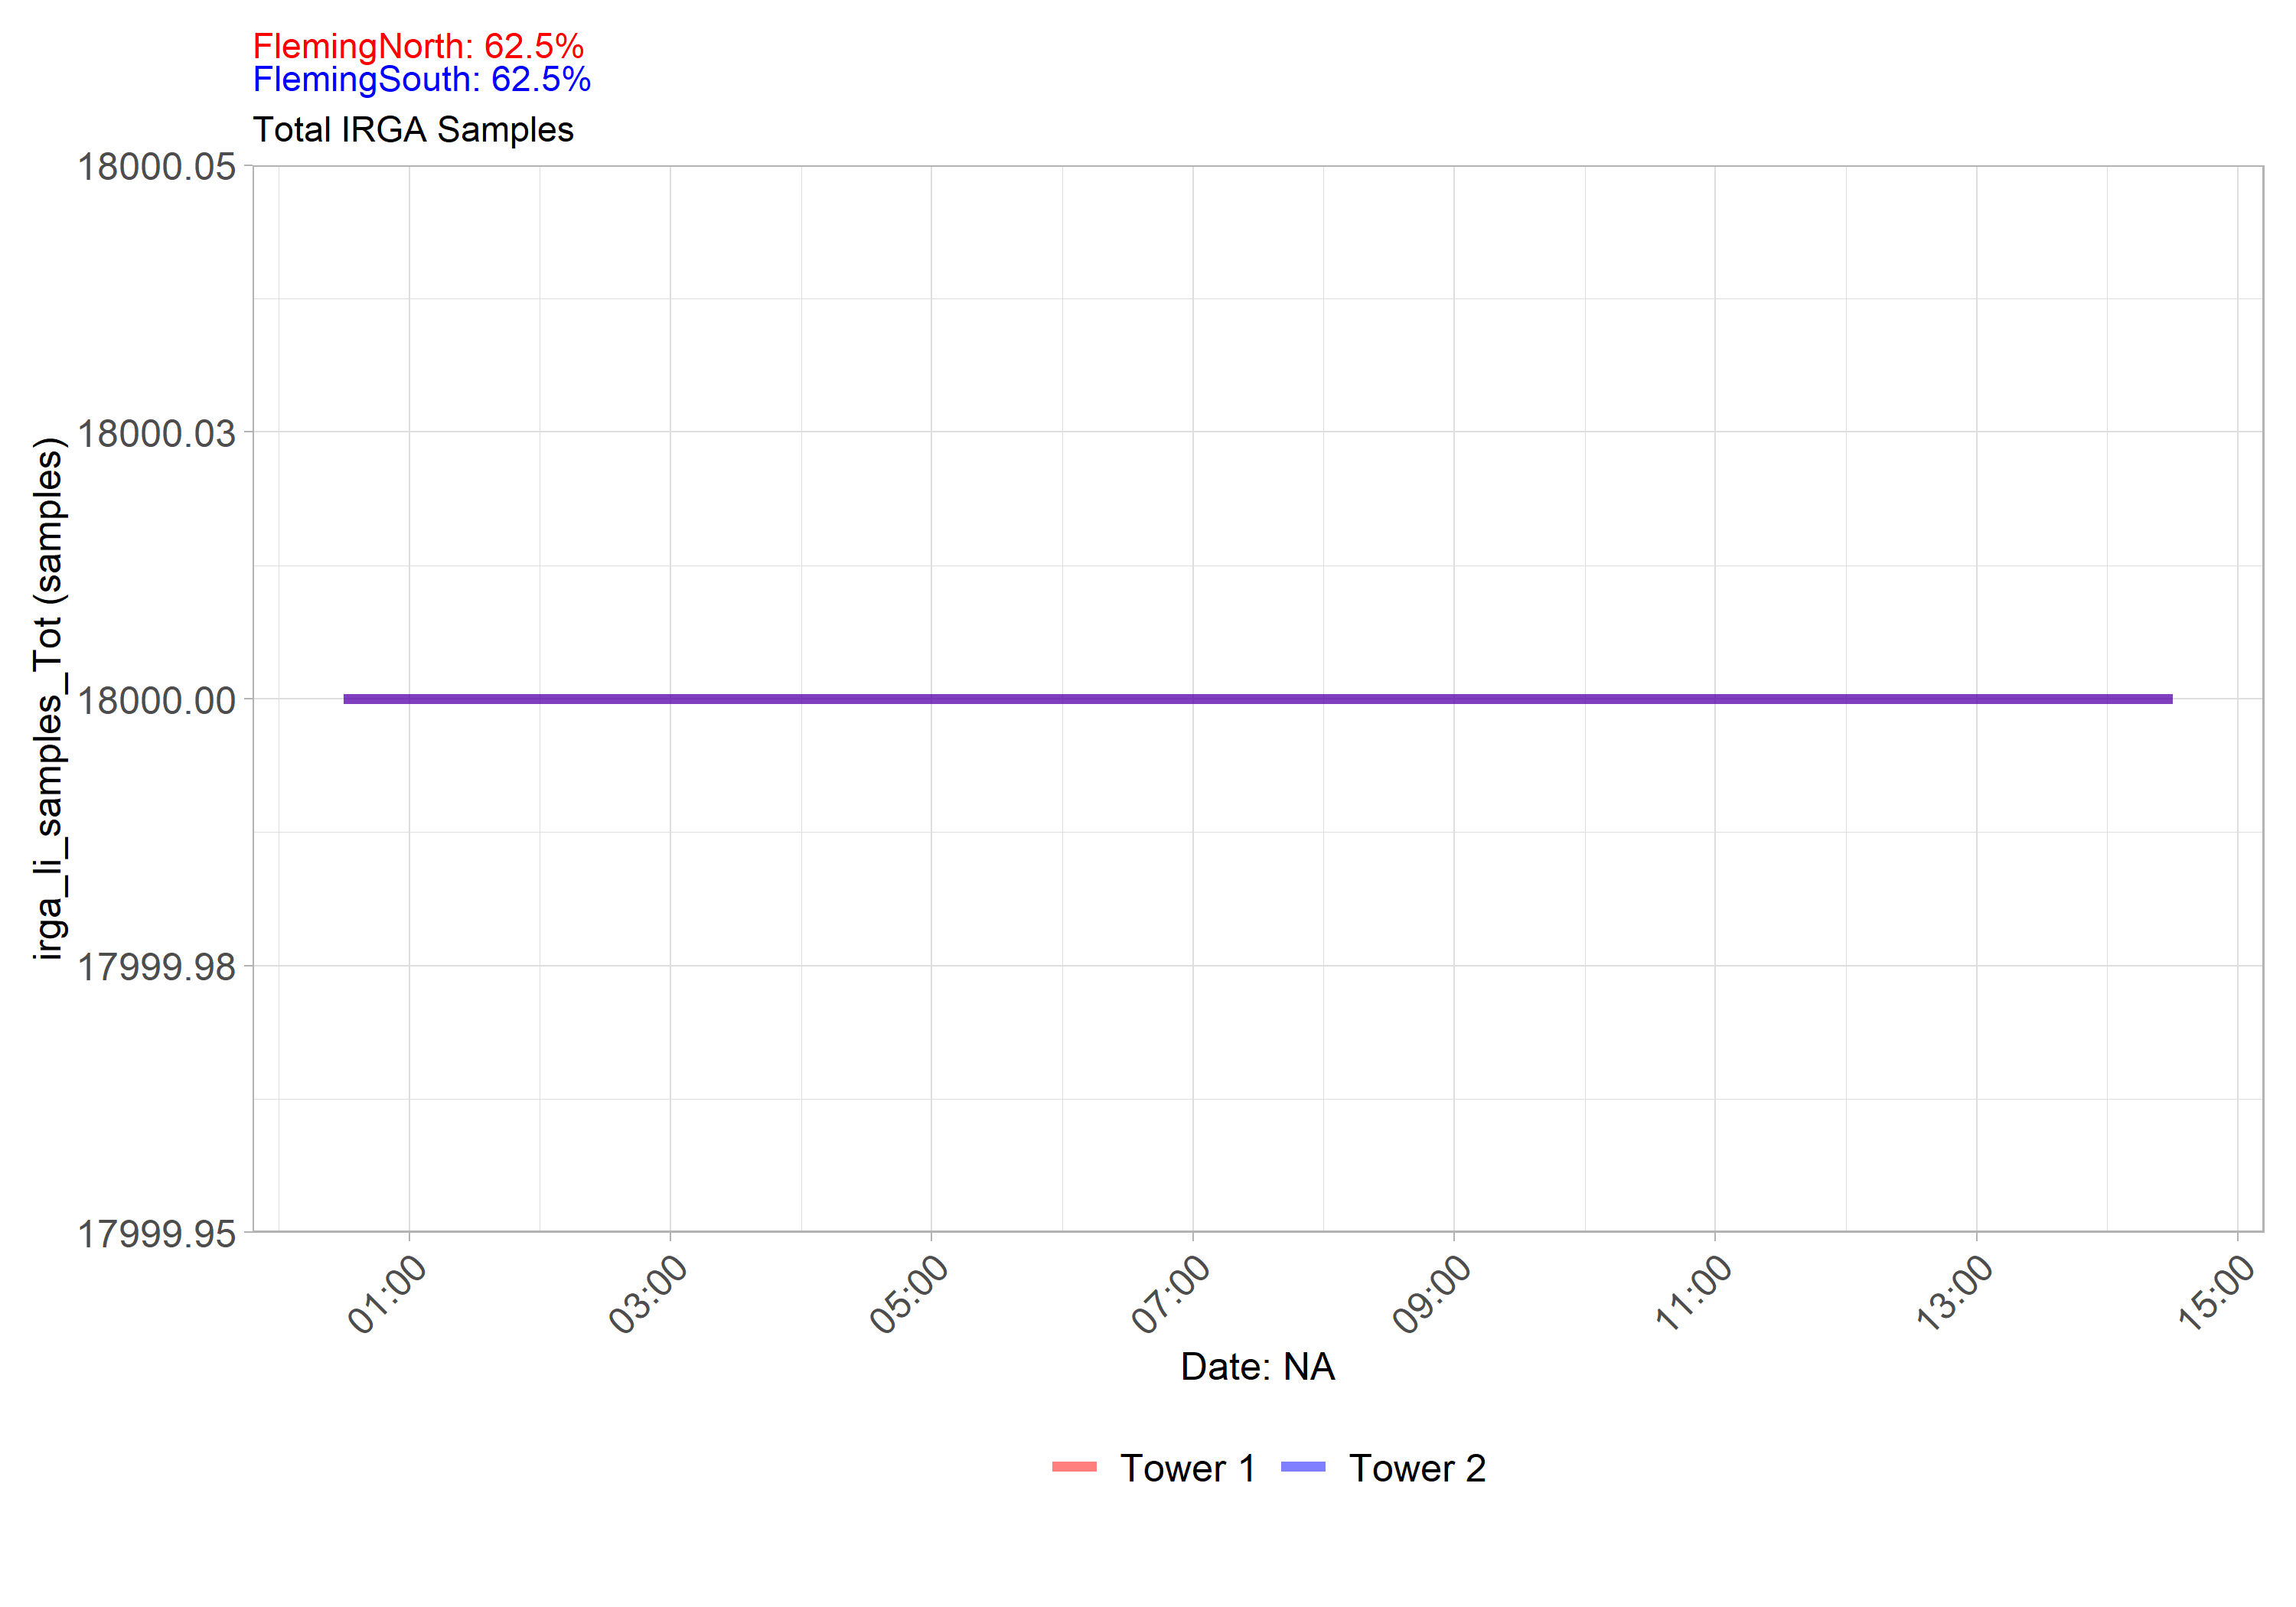 FlemingNorth: 62.5%
FlemingSouth: 62.5%
Total IRGA Samples
18000.05
18000.03
18000.00
17999.98
17999.95
irga_li_samples_Tot (samples)
01:00
03:00
05:00
07:00
09:00
11:00
13:00
15:00
Date: NA
Tower 1
Tower 2